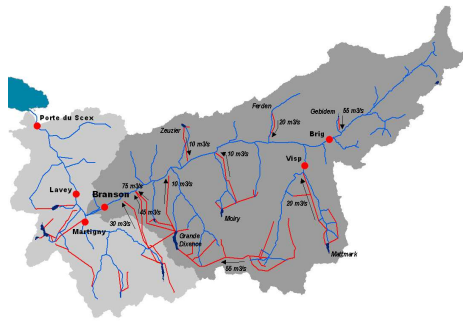 Ferden
Gebidem
55 m3/s
Porte du Scex
Zeuzier
20 m3/s
Brig
10 m3/s
10 m3/s
Visp
Lavey
Branson
75 m3/s
10 m3/s
20 m3/s
45 m3/s
Moiry
Martigny
30 m3/s
Grande
Dixence
Mattmark
55 m3/s